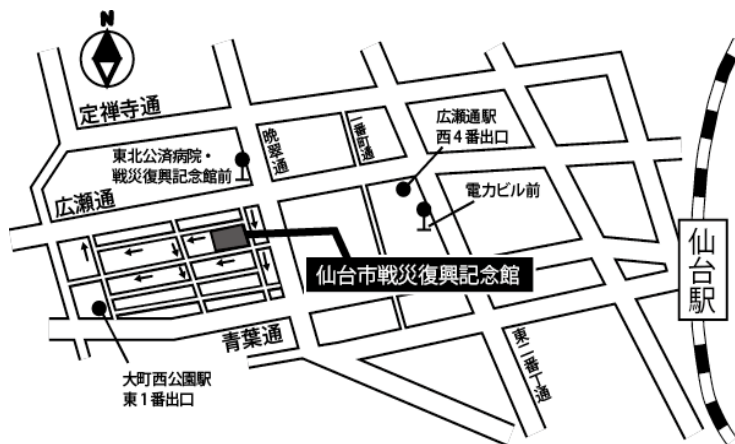 N
定禅寺通
東北公済病院・
戦災復興記念館前
晩翠通
一番町通
広瀬通駅
西4番出口
広瀬通
電力ビル前
仙台駅
仙台市戦災復興記念館
青葉通
東二番丁通
大町西公園駅
東1番出口